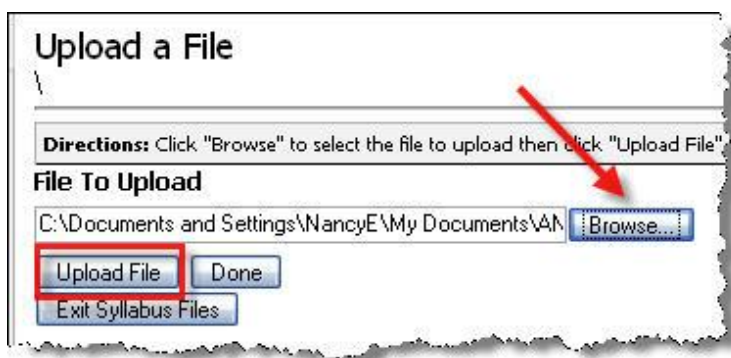 Upload a File
\
Directions: Click "Browse" to select the file to upload then click "Upload File"
File To Upload
C:\Documents and Settings\NancyE\My Documents\AN Browse...
Upload File Done
Exit Syllabus Files